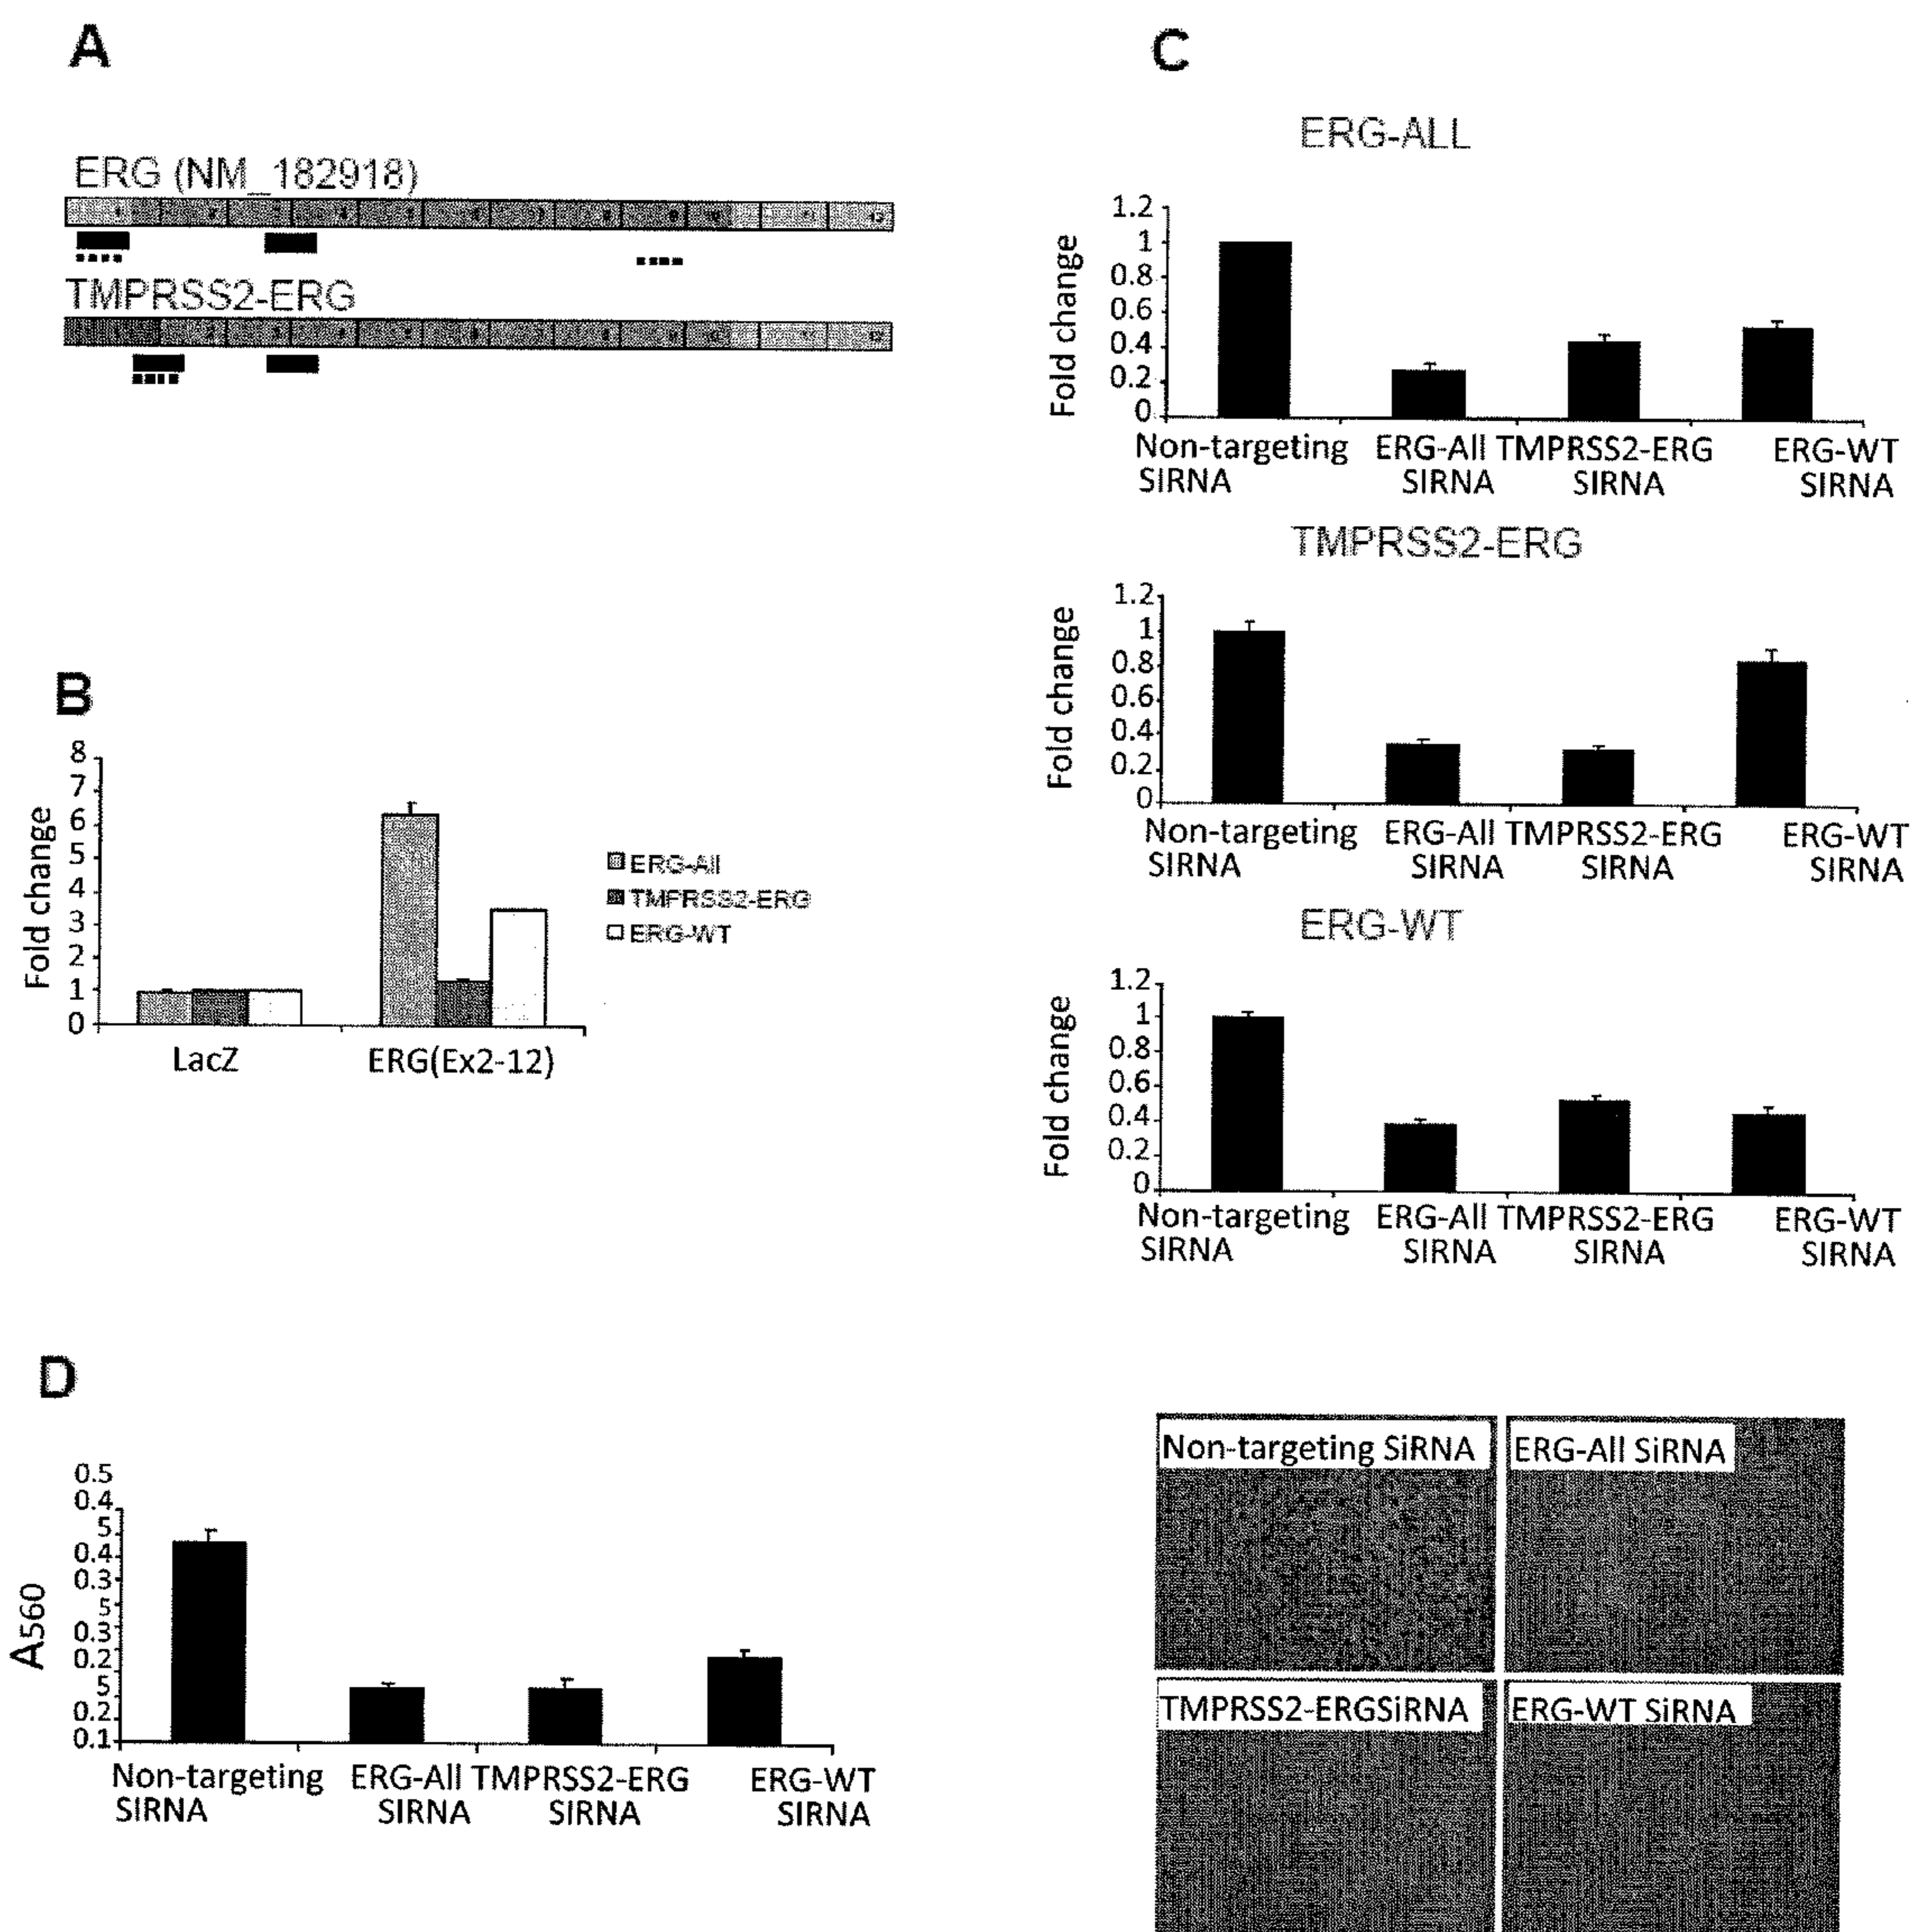 A
ERG (NM_182918)
TMPRSS2-ERG
B
8
7
6
5
4
3
2
1
0
Fold change
LacZ
ERG(Ex2-12)
ERG-All
TMPRSS2-ERG
ERG-WT
C
ERG-ALL
Fold change
1.2
1
0.8
0.6
0.4
0.2
0
Non-targeting ERG-All TMPRSS2-ERG ERG-WT
SIRNA SIRNA SIRNA SIRNA
TMPRSS2-ERG
Fold change
1.2
1
0.8
0.6
0.4
0.2
0
Non-targeting ERG-All TMPRSS2-ERG ERG-WT
SIRNA SIRNA SIRNA SIRNA
ERG-WT
Fold change
1.2
1
0.8
0.6
0.4
0.2
0
Non-targeting ERG-All TMPRSS2-ERG ERG-WT
SIRNA SIRNA SIRNA SIRNA
D
A560
0.5
0.4
5
0.4
0.3
5
0.3
0.2
5
0.2
0.1
Non-targeting ERG-All TMPRSS2-ERG ERG-WT
SIRNA SIRNA SIRNA SIRNA
Non-targeting SiRNA
ERG-All SiRNA
TMPRSS2-ERGSiRNA
ERG-WT SiRNA